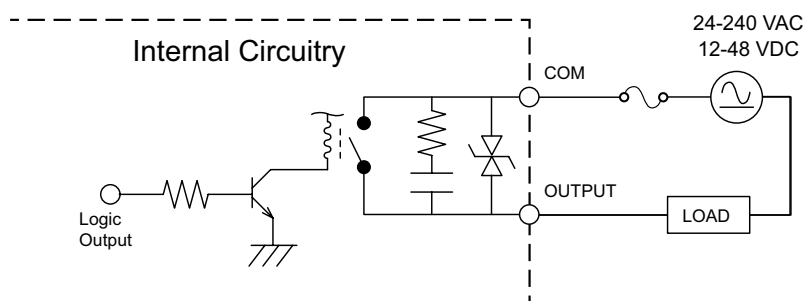 24-240 VAC
12-48 VDC
Internal Circuitry
COM
OUTPUT
LOAD
Logic
Output